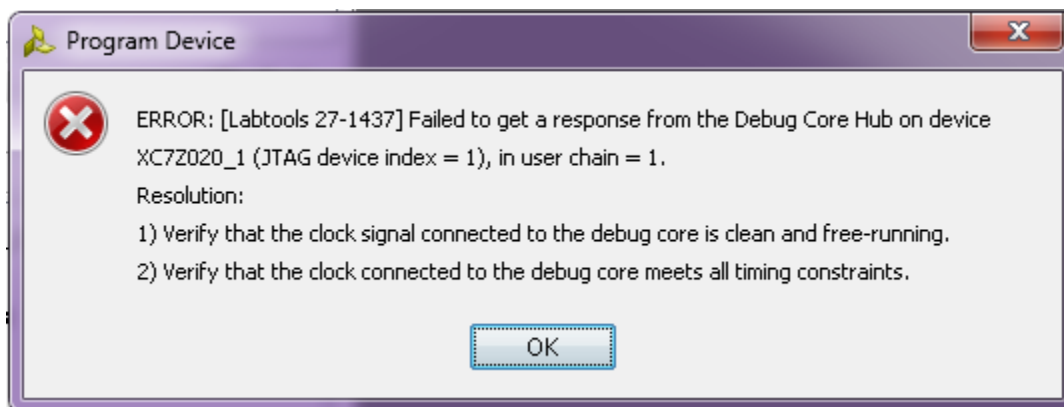 Program Device
ERROR: [Labtools 27-1437] Failed to get a response from the Debug Core Hub on device
XC7Z020_1 (JTAG device index = 1), in user chain = 1.
Resolution:
1) Verify that the clock signal connected to the debug core is clean and free-running.
2) Verify that the clock connected to the debug core meets all timing constraints.
OK